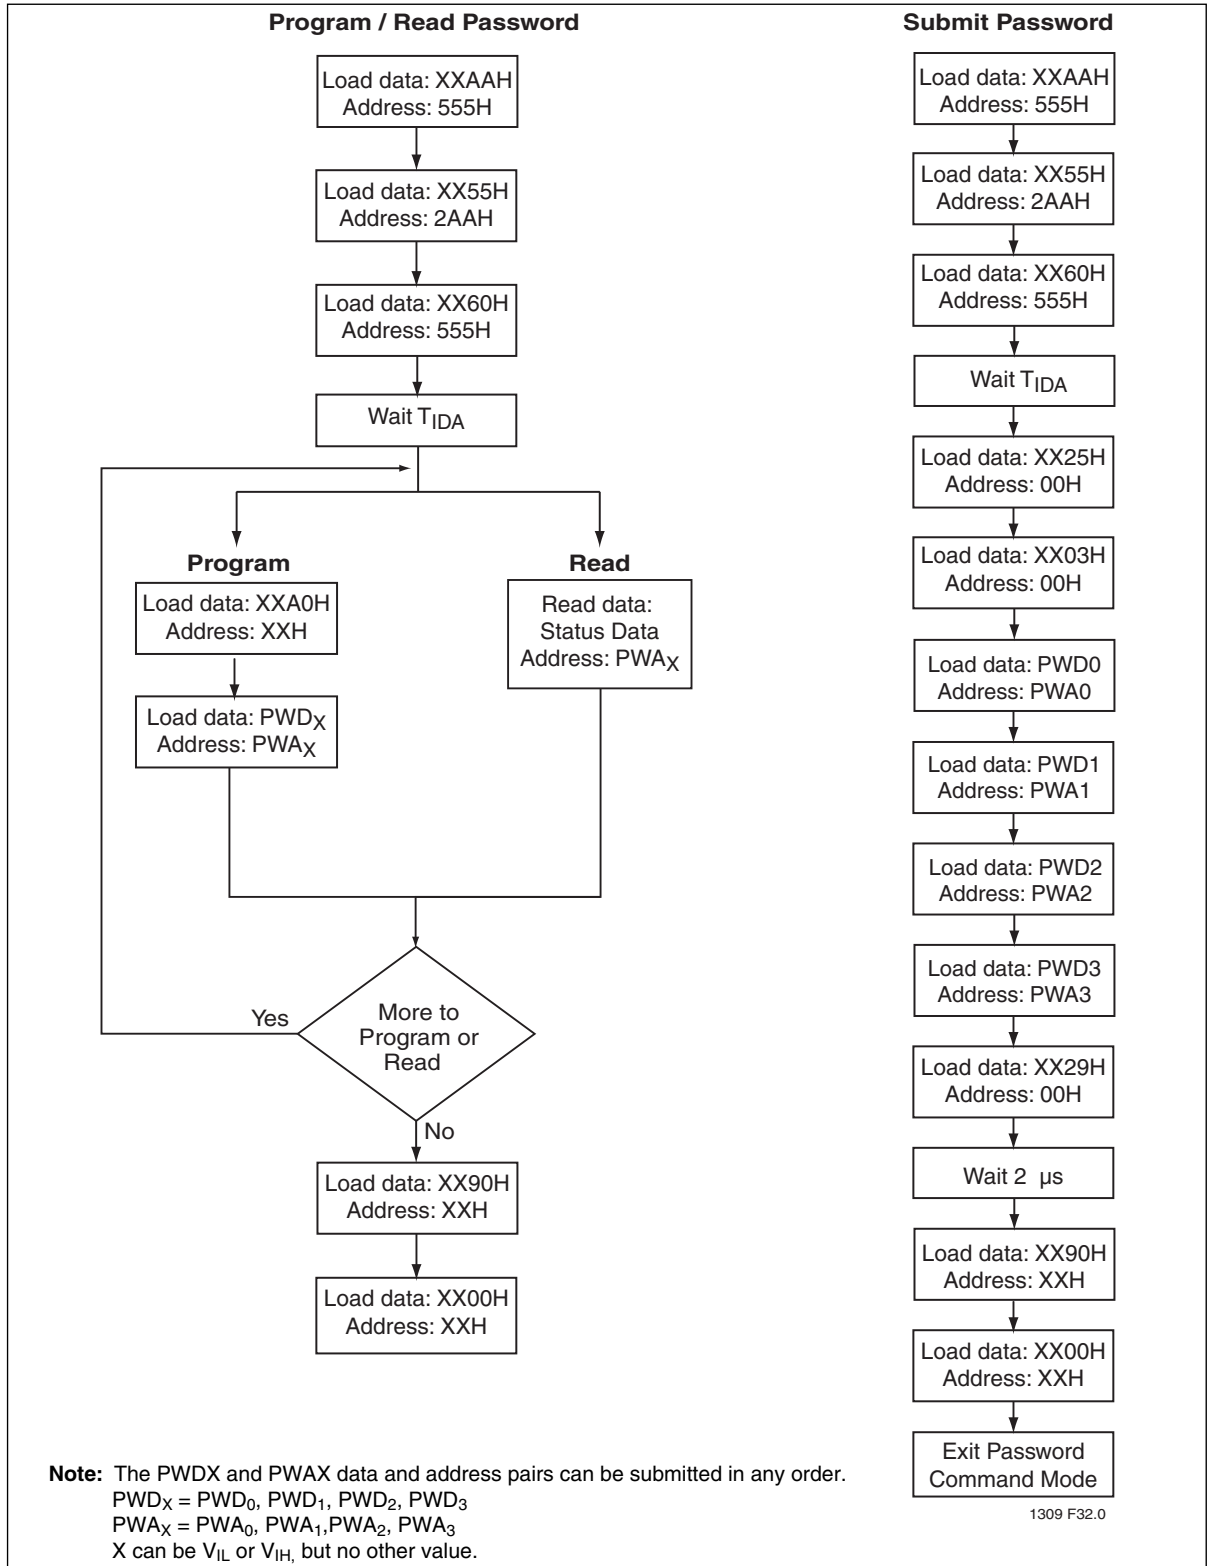 Program / Read Password
Load data: XXAAH
Address: 555H
Load data: XX55H
Address: 2AAH
Load data: XX60H
Address: 555H
Wait TIDA
Program
Load data: XXA0H
Address: XXH
Load data: PWDX
Address: PWAX
Read
Read data:
Status Data
Address: PWAX
More to
Program or
Read
Yes
No
Load data: XX90H
Address: XXH
Load data: XX00H
Address: XXH
Submit Password
Load data: XXAAH
Address: 555H
Load data: XX55H
Address: 2AAH
Load data: XX60H
Address: 555H
Wait TIDA
Load data: XX25H
Address: 00H
Load data: XX03H
Address: 00H
Load data: PWD0
Address: PWA0
Load data: PWD1
Address: PWA1
Load data: PWD2
Address: PWA2
Load data: PWD3
Address: PWA3
Load data: XX29H
Address: 00H
Wait 2 µs
Load data: XX90H
Address: XXH
Load data: XX00H
Address: XXH
Exit Password
Command Mode
1309 F32.0
Note: The PWDX and PWAX data and address pairs can be submitted in any order.
PWDX = PWD0, PWD1, PWD2, PWD3
PWAX = PWA0, PWA1,PWA2, PWA3
X can be VIL or VIH, but no other value.